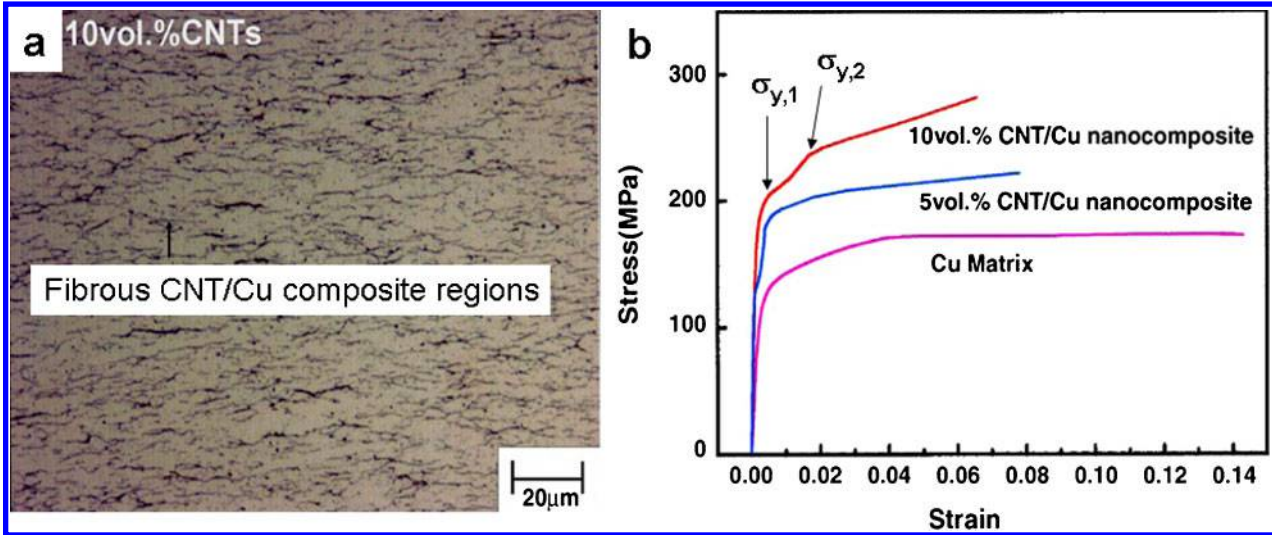 a
10vol.%CNTs
Fibrous CNT/Cu composite regions
20μm
b
Stress(MPa)
300
200
100
0
σy,1
σy,2
10vol.% CNT/Cu nanocomposite
5vol.% CNT/Cu nanocomposite
Cu Matrix
0.00 0.02 0.04 0.06 0.08 0.10 0.12 0.14
Strain